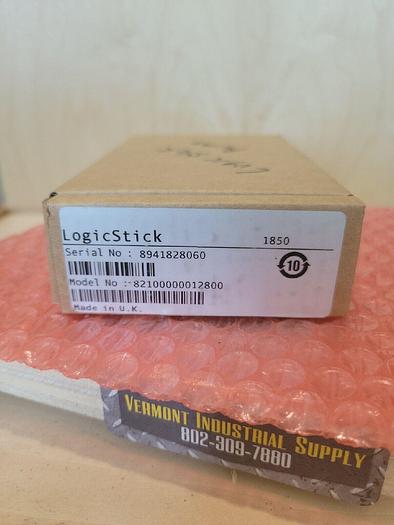 LogicStick 1850
Serial No : 8941828060
10
Model No :-82100000012800
Made in U.K.
VERMONT INDUSTRIAL SUPPLY
802-309-7880